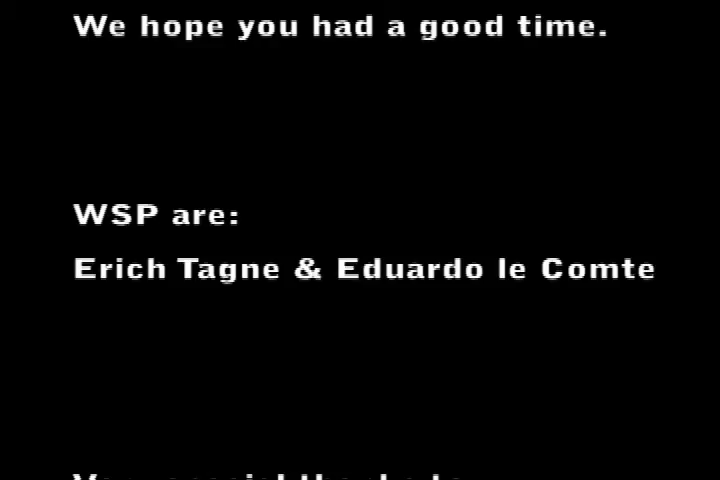 We hope you had a good time.
WSP are:
Erich Tagne & Eduardo le Comte